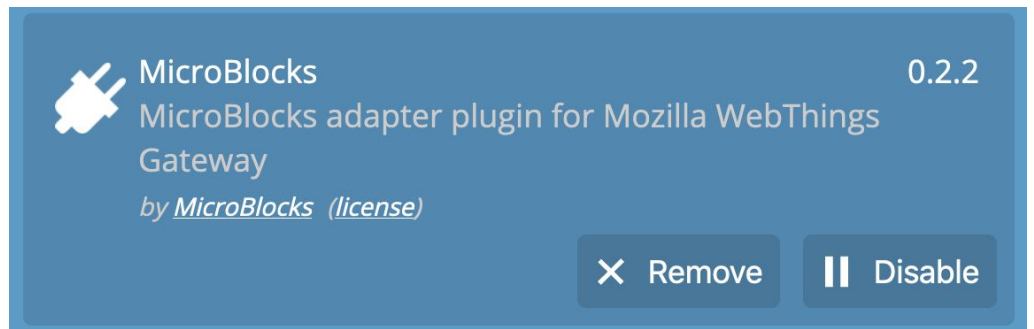 MicroBlocks 0.2.2
MicroBlocks adapter plugin for Mozilla WebThings
Gateway
by MicroBlocks (license)
Remove Disable